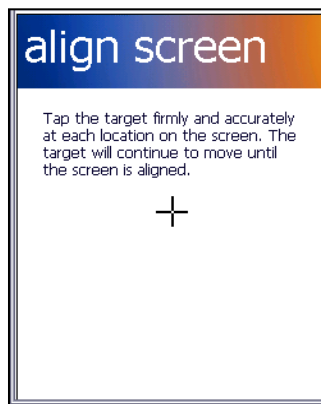 align screen
Tap the target firmly and accurately
at each location on the screen. The
target will continue to move until
the screen is aligned.